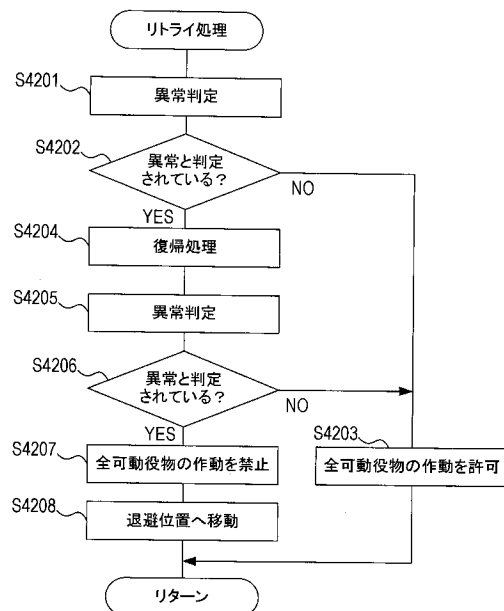 リトライ処理
S4201
異常判定
S4202
異常と判定
されている?
NO
YES
S4204
復帰処理
S4205
異常判定
S4206
異常と判定
されている?
NO
YES
S4203
S4207
全可動役物の作動を禁止
全可動役物の作動を許可
S4208
退避位置へ移動
リターン